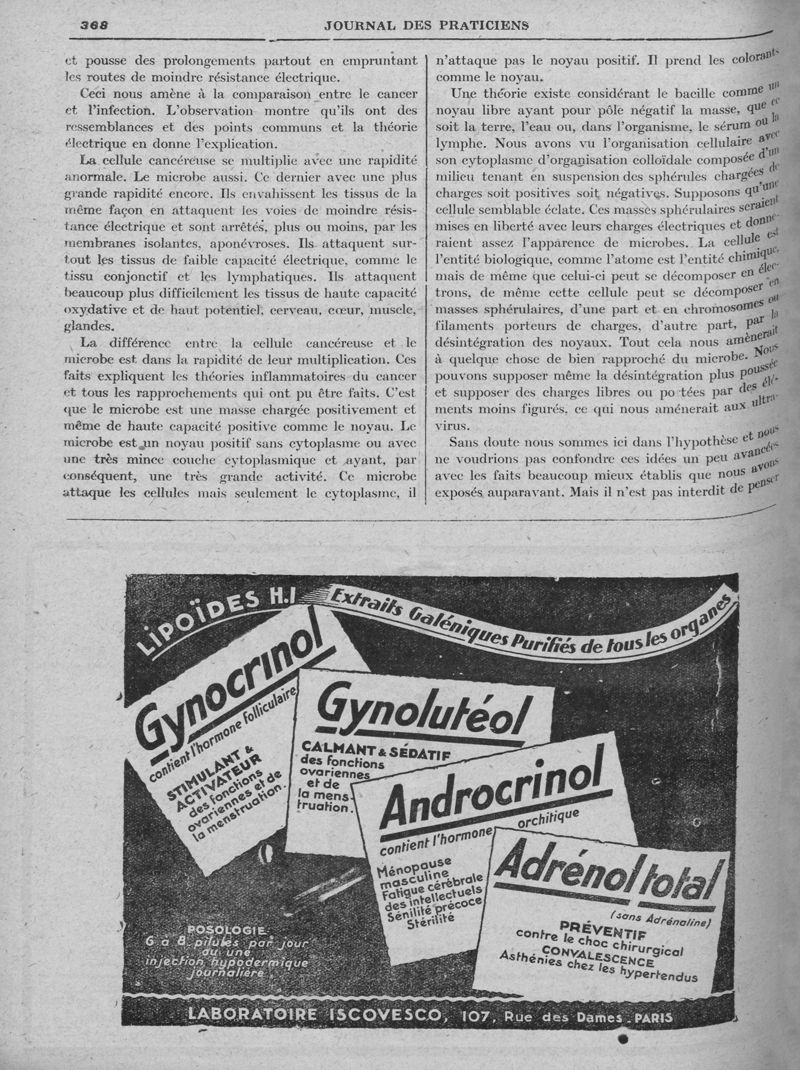 368
JOURNAL DES PRATICIENS
et pousse des prolongements partout en empruntant
les routes de moindre résistance électrique.
Ceci nous amène à la comparaison entre le cancer
et l'infection. L'observation montre qu'ils ont des
ressemblances et des points communs et la théorie
électrique en donne l'explication.
La cellule cancéreuse se multiplie avec une rapidité
anormale. Le microbe aussi. Ce dernier avec une plus
grande rapidité encore. Ils envahissent les tissus de la
même façon en attaquent les voies de moindre résis-
tance électrique et sont arrêtés, plus ou moins, par les
membranes isolantes, aponévroses. Ils attaquent sur-
tout les tissus de faible capacité électrique, comme le
tissu conjonctif et les lymphatiques. Ils attaquent
beaucoup plus difficilement les tissus de haute capacité
oxydative et de haut potentiel, cerveau, cœur, muscle,
glandes.
La différence entre la cellule cancéreuse et le
microbe est dans la rapidité de leur multiplication. Ces
faits expliquent les théories inflammatoires du cancer
et tous les rapprochements qui ont pu être faits. C'est
que le microbe est une masse chargée positivement et
même de haute capacité positive comme le noyau. Le
microbe est un noyau positif sans cytoplasme ou avec
une très mince couche cytoplasmique et ayant, par
conséquent, une très grande activité. Ce microbe
attaque les cellules mais seulement le cytoplasme, il
n'attaque pas le noyau positif. Il prend les colorants
comme le noyau.
Une théorie existe considérant le bacille comme un
noyau libre ayant pour pôle négatif la masse, que ce
soit la terre, l'eau ou, dans l'organisme, le sérum ou la
lymphe. Nous avons vu l'organisation cellulaire avec
son cytoplasme d'organisation colloïdale composée d'un
milieu tenant en suspension des sphérules chargées de
charges soit positives soit négatives. Supposons qu'une
cellule semblable éclate. Ces masses sphérulaires seraient
mises en liberté avec leurs charges électriques et donne-
raient assez l'apparence de microbes. La cellule est
l'entité biologique, comme l'atome est l'entité chimique,
mais de même que celui-ci peut se décomposer en élec-
trons, de même cette cellule peut se décomposer en
masses sphérulaires, d'une part et en chromosomes ou
filaments porteurs de charges, d'autre part, par la
désintégration des noyaux. Tout cela nous amènerait
à quelque chose de bien rapproché du microbe. Nous
pouvons supposer même la désintégration plus poussée
et supposer des charges libres ou po tées par des élé-
ments moins figurés, ce qui nous aménerait aux ultra-
virus.
Sans doute nous sommes ici dans l'hypothèse et nous
ne voudrions pas confondre ces idées un peu avancées
avec les faits beaucoup mieux établis que nous avons
exposés auparavant. Mais il n'est pas interdit de penser
LIPOÏDES H.I
Extraits Galéniques Purifiés de tous les organes
Gynocrinol
contient l'hormone folliculaire
STIMULANT &
ACTIVATEUR
des fonctions
ovariennes et de
la menstruation.
Gynolutéol
CALMANT & SÉDATIF
des fonctions
ovariennes
et de
la mens-
truation.
Androcrinol
contient l'hormone orchitique
Ménopause
masculine
Fatigue cérébrale
des intellectuels
Sénilité précoce
Stérilité
Adrénol total
(sans Adrénaline)
PRÉVENTIF
contre le choc chirurgical
CONVALESCENCE
Asthénies chez les hypertendus
POSOLOGIE
6 à 8 pilules par jour
ou une
injection hypodermique
journalière
LABORATOIRE ISCOVESCO, 107, Rue des Dames. PARIS